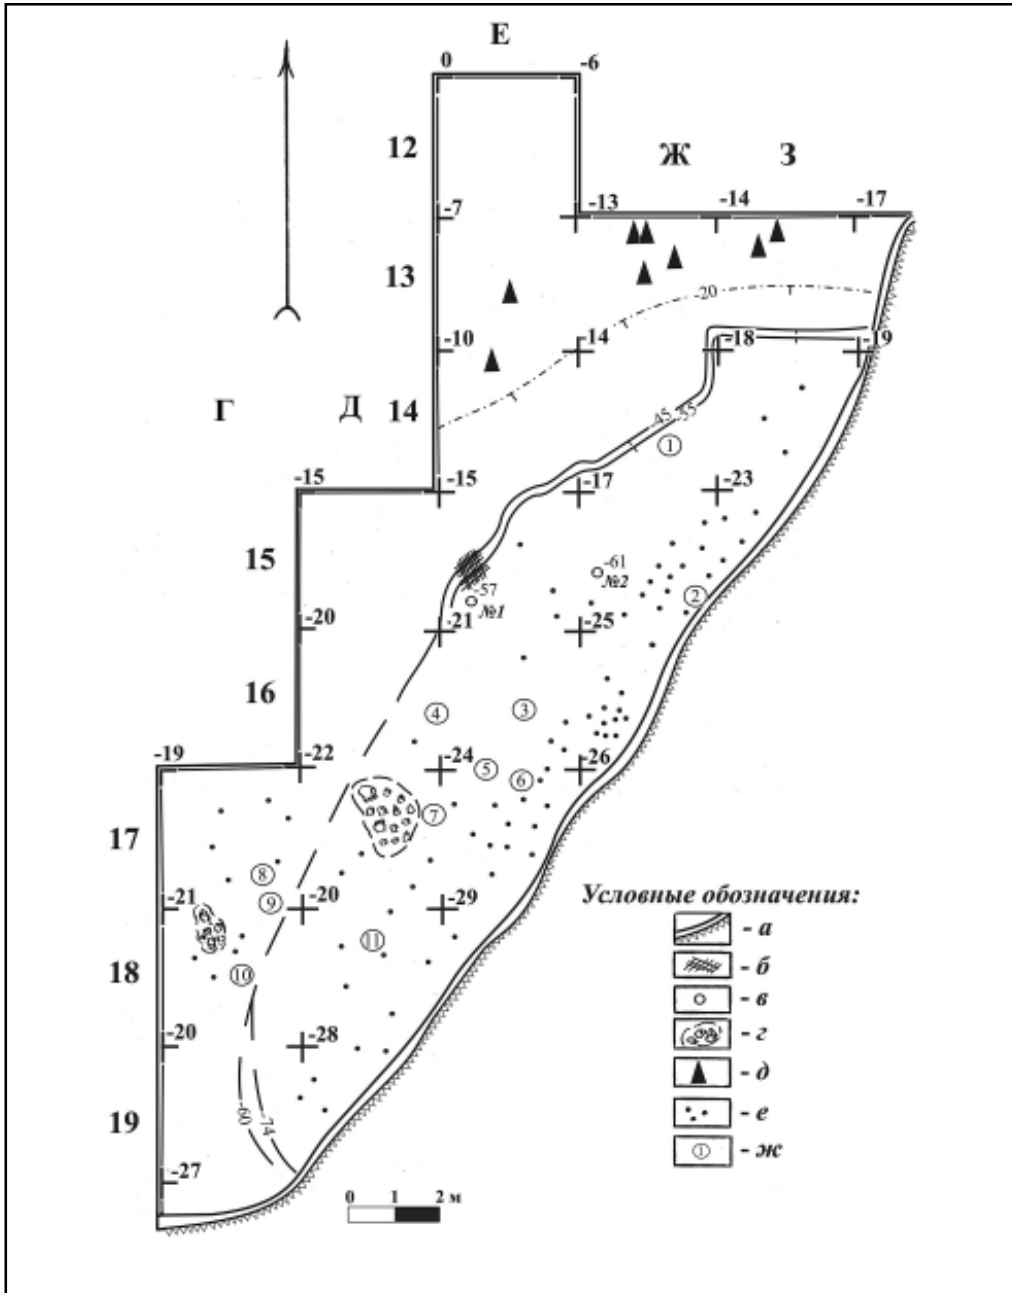 Е
0 -6
12
Ж З
-7 -13 -14 -17
13
-20
-10 -14 -18 -19
Г Д 14
-45 -55
1
-15 -15 -17 -23
15
-57 -61
№1 №2
2
-20 -21 -25
16
4 3
-19 -22 -24 5 6 -26
7
17
8
Условные обозначения:
-21 9 -20 -29
- а
11
18 10
- б
- в
-20 -28
- г
- д
19
-60 -74
- е
1 - ж
-27
0 1 2 м